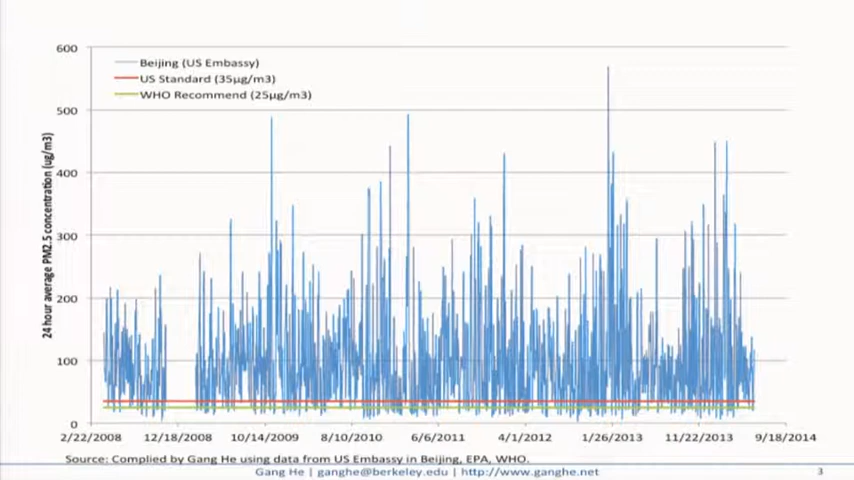 600
Beijing (US Embassy)
US Standard (35µg/m3)
WHO Recommend (25µg/m3)
500
400
300
200
100
0
24 hour average PM2.5 concentration (ug/m3)
2/22/2008 12/18/2008 10/14/2009 8/10/2010 6/6/2011 4/1/2012 1/26/2013 11/22/2013 9/18/2014
Source: Complied by Gang He using data from US Embassy in Beijing, EPA, WHO.
Gang He | ganghe@berkeley.edu | http://www.ganghe.net
3